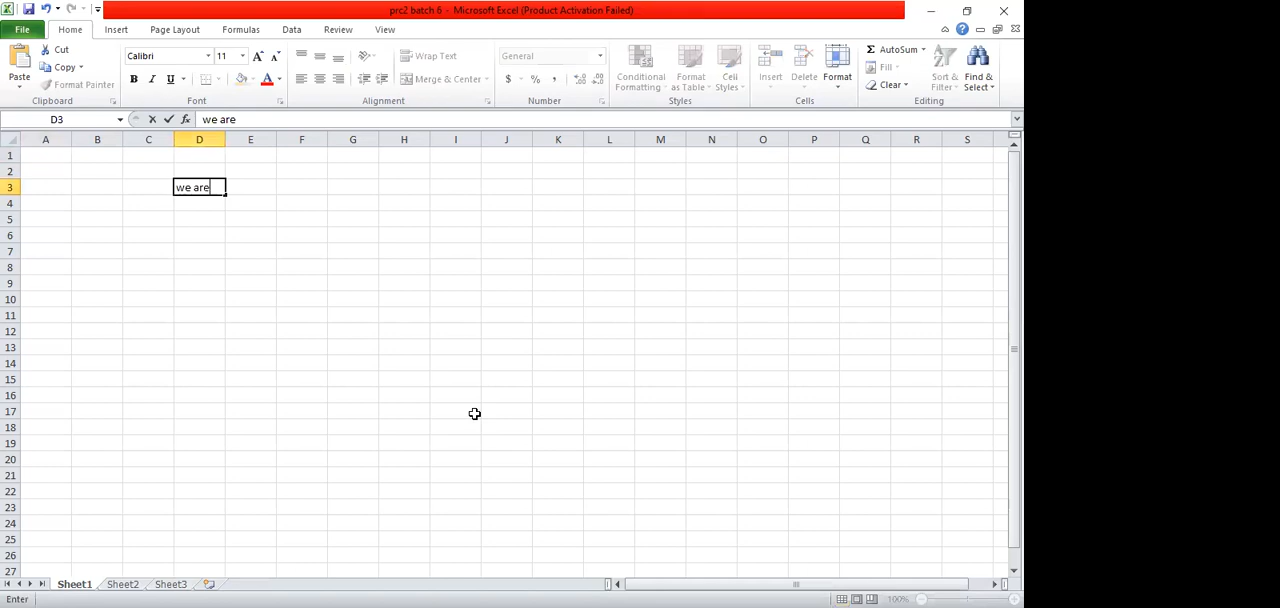 prc2 batch 6 - Microsoft Excel (Product Activation Failed)
File Home Insert Page Layout Formulas Data Review View
Paste Cut Copy Format Painter Clipboard
Calibri 11 A A B I U A Font
Wrap Text Merge & Center Alignment
General $ % , Number
Conditional Formatting Format as Table Cell Styles Styles
Insert Delete Format Cells
Σ AutoSum Fill Clear Sort & Filter Find & Select Editing
D3 fx we are
A B C D E F G H I J K L M N O P Q R S
1
2
3 we are
4
5
6
7
8
9
10
11
12
13
14
15
16
17
18
19
20
21
22
23
24
25
26
27
Sheet1 Sheet2 Sheet3
Enter 100%